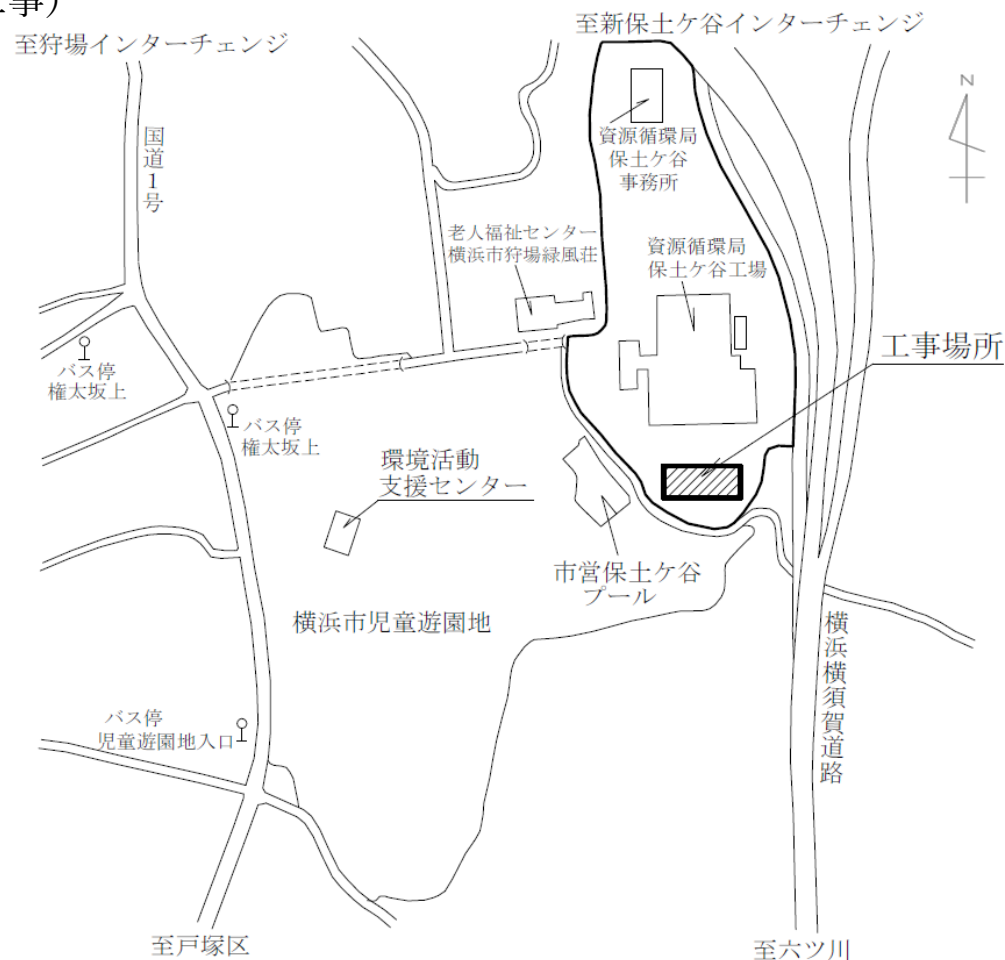 事）
至狩場インターチェンジ
至新保土ケ谷インターチェンジ
N
国道１号
資源循環局
保土ケ谷
事務所
老人福祉センター
横浜市狩場緑風荘
資源循環局
保土ケ谷工場
工事場所
バス停
権太坂上
バス停
権太坂上
環境活動
支援センター
市営保土ケ谷
プール
横浜市児童遊園地
横浜横須賀道路
バス停
児童遊園地入口
至戸塚区
至六ツ川